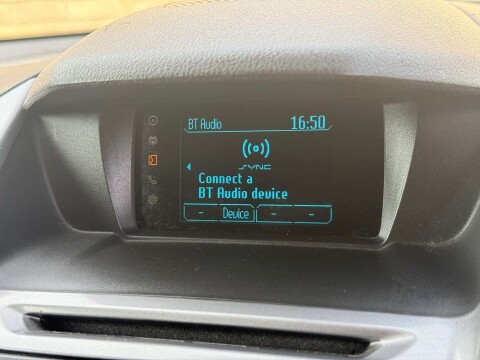 BT Audio 16:50
SYNC
Connect a
BT Audio device
- Device - -